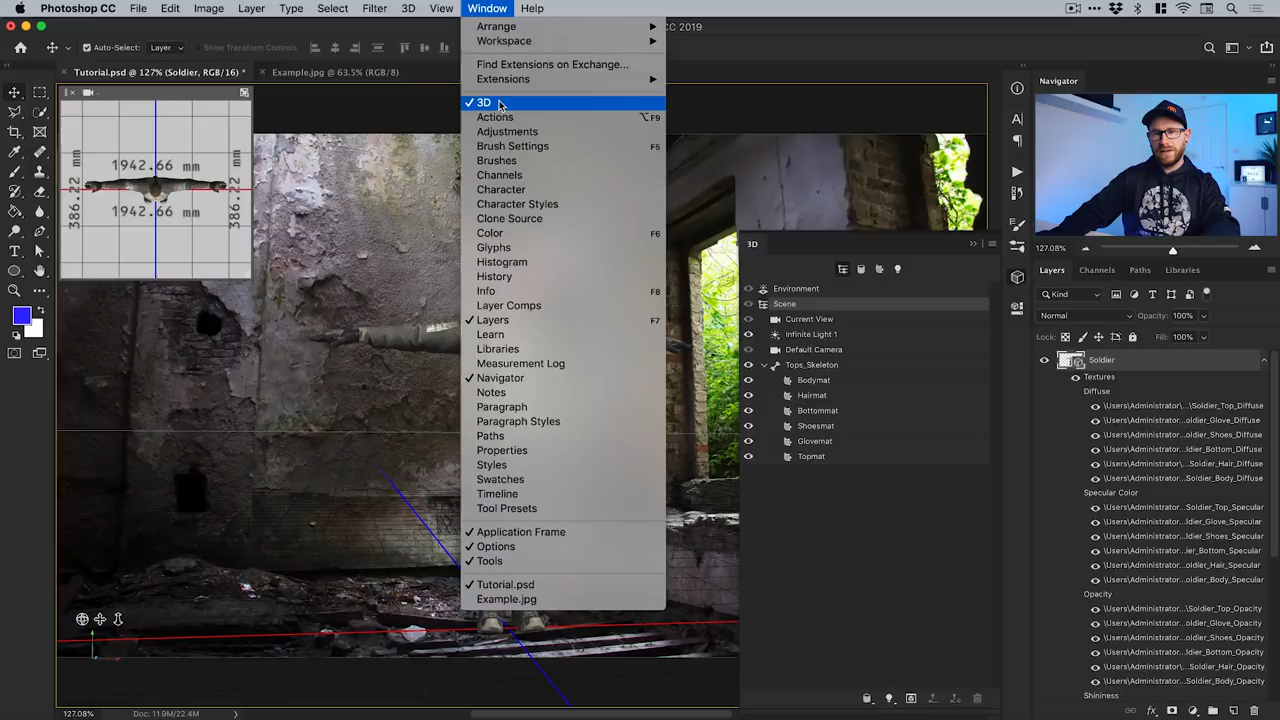 Photoshop CC File Edit Image Layer Type Select Filter 3D View Window Help
CC 2019
Auto-Select: Layer Show Transform Controls
Tutorial.psd @ 127% (Soldier, RGB/16) *
Example.jpg @ 63.5% (RGB/8)
1942.66 mm
386.22 mm
386.22 mm
1942.66 mm
Arrange
Workspace
Find Extensions on Exchange...
Extensions
3D
Actions ⌥F9
Adjustments
Brush Settings F5
Brushes
Channels
Character
Character Styles
Clone Source
Color F6
Glyphs
Histogram
History
Info F8
Layer Comps
Layers F7
Learn
Libraries
Measurement Log
Navigator
Notes
Paragraph
Paragraph Styles
Paths
Properties
Styles
Swatches
Timeline
Tool Presets
Application Frame
Options
Tools
Tutorial.psd
Example.jpg
3D
Environment
Scene
Current View
Infinite Light 1
Default Camera
Tops_Skeleton
Bodymat
Hairmat
Bottommat
Shoesmat
Glovemat
Topmat
Navigator
127.08%
Layers Channels Paths Libraries
Kind
Normal Opacity: 100%
Lock: Fill: 100%
Soldier
Textures
Diffuse
\Users\Administrator\...\Soldier_Top_Diffuse
\Users\Administrator...oldier_Glove_Diffuse
\Users\Administrator...ldier_Shoes_Diffuse
\Users\Administrator...ldier_Bottom_Diffuse
\Users\Administrator...\Soldier_Hair_Diffuse
\Users\Administrator...Soldier_Body_Diffuse
Specular Color
\Users\Administrator...Soldier_Top_Specular
\Users\Administrator...ldier_Glove_Specular
\Users\Administrator...ldier_Shoes_Specular
\Users\Administrator...ier_Bottom_Specular
\Users\Administrator...oldier_Hair_Specular
\Users\Administrator...ldier_Body_Specular
Opacity
\Users\Administrator...\Soldier_Top_Opacity
\Users\Administrator...oldier_Glove_Opacity
\Users\Administrator...oldier_Shoes_Opacity
\Users\Administrator...ldier_Bottom_Opacity
\Users\Administrator...\Soldier_Hair_Opacity
\Users\Administrator...Soldier_Body_Opacity
Shininess
127.08% Doc: 11.9M/22.4M